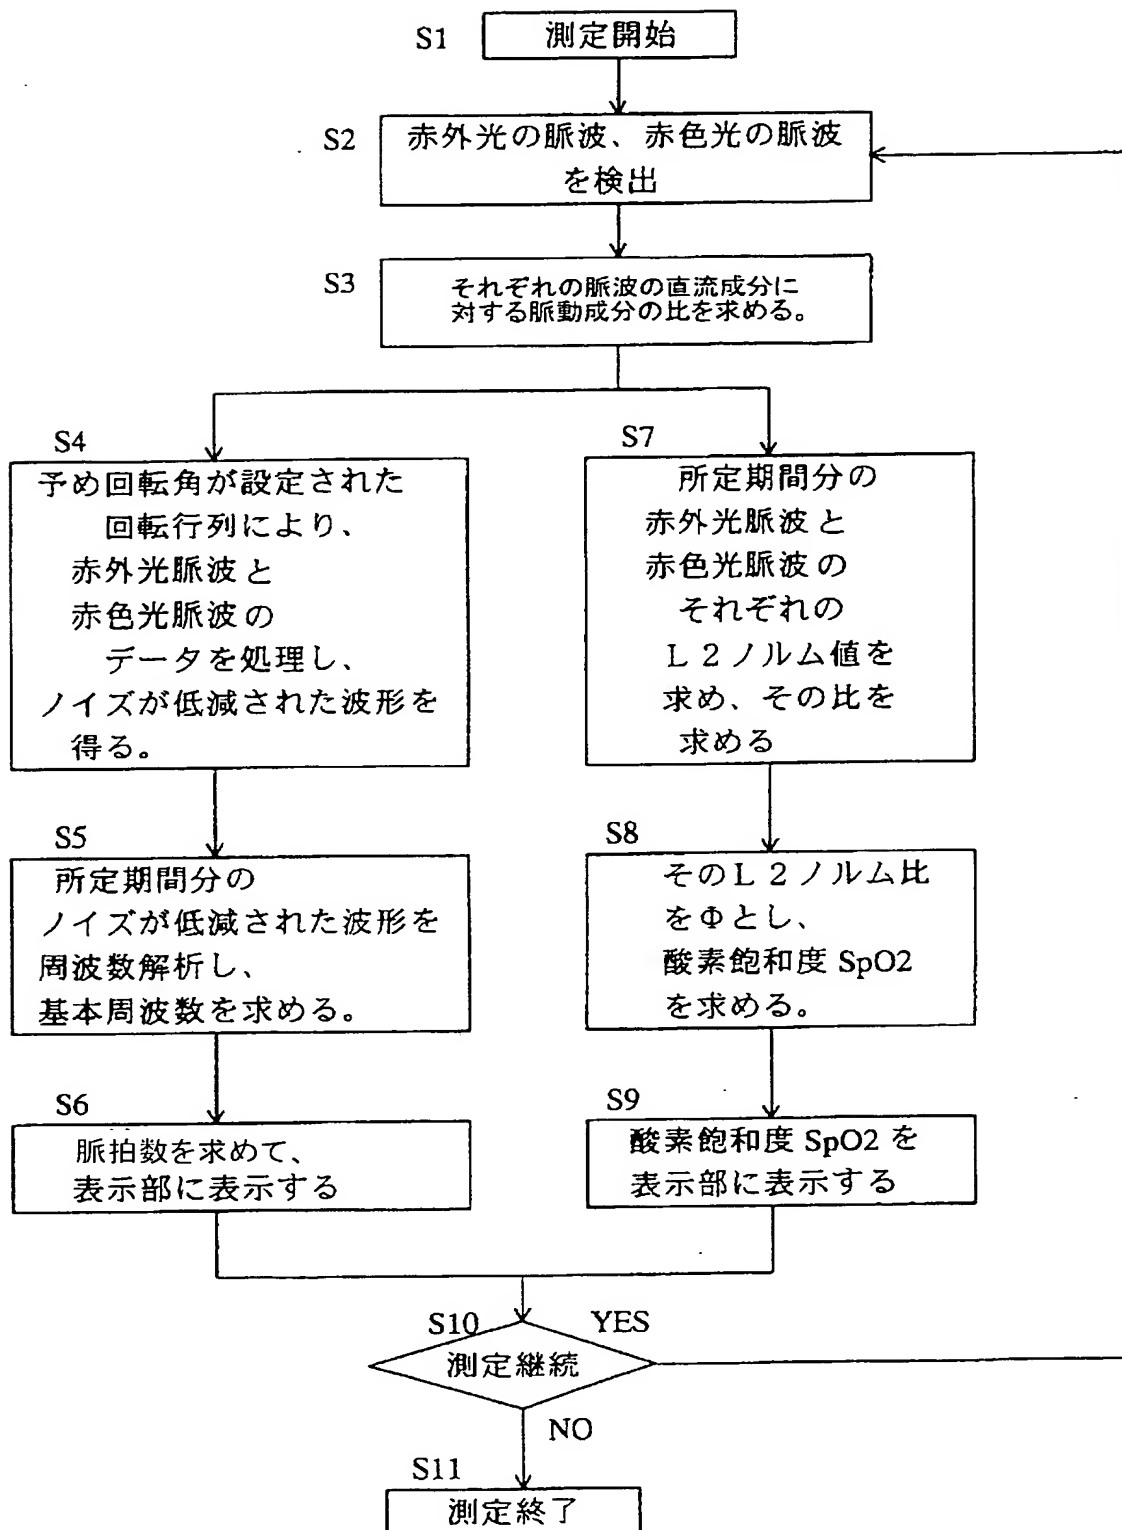 S1
測定開始
S2
赤外光の脈波、赤色光の脈波
を検出
S3
それぞれの脈波の直流成分に
対する脈動成分の比を求める。
S4
予め回転角が設定された
回転行列により、
赤外光脈波と
赤色光脈波の
データを処理し、
ノイズが低減された波形を
得る。
S7
所定期間分の
赤外光脈波と
赤色光脈波の
それぞれの
L2ノルム値を
求め、その比を
求める
S5
所定期間分の
ノイズが低減された波形を
周波数解析し、
基本周波数を求める。
S8
そのL2ノルム比
をΦとし、
酸素飽和度 SpO2
を求める。
S6
脈拍数を求めて、
表示部に表示する
S9
酸素飽和度 SpO2 を
表示部に表示する
S10
YES
測定継続
NO
S11
測定終了